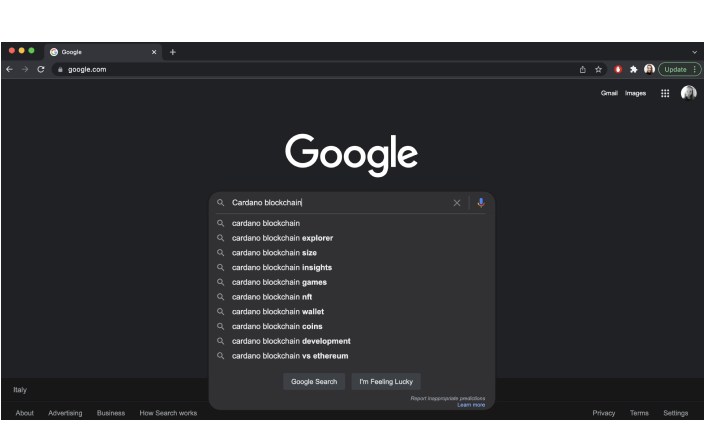 Google
google.com
Update
Gmail Images
Google
Cardano blockchain
cardano blockchain
cardano blockchain explorer
cardano blockchain size
cardano blockchain insights
cardano blockchain games
cardano blockchain nft
cardano blockchain wallet
cardano blockchain coins
cardano blockchain development
cardano blockchain vs ethereum
Google Search I'm Feeling Lucky
Report inappropriate predictions
Learn more
Italy
About Advertising Business How Search works Privacy Terms Settings